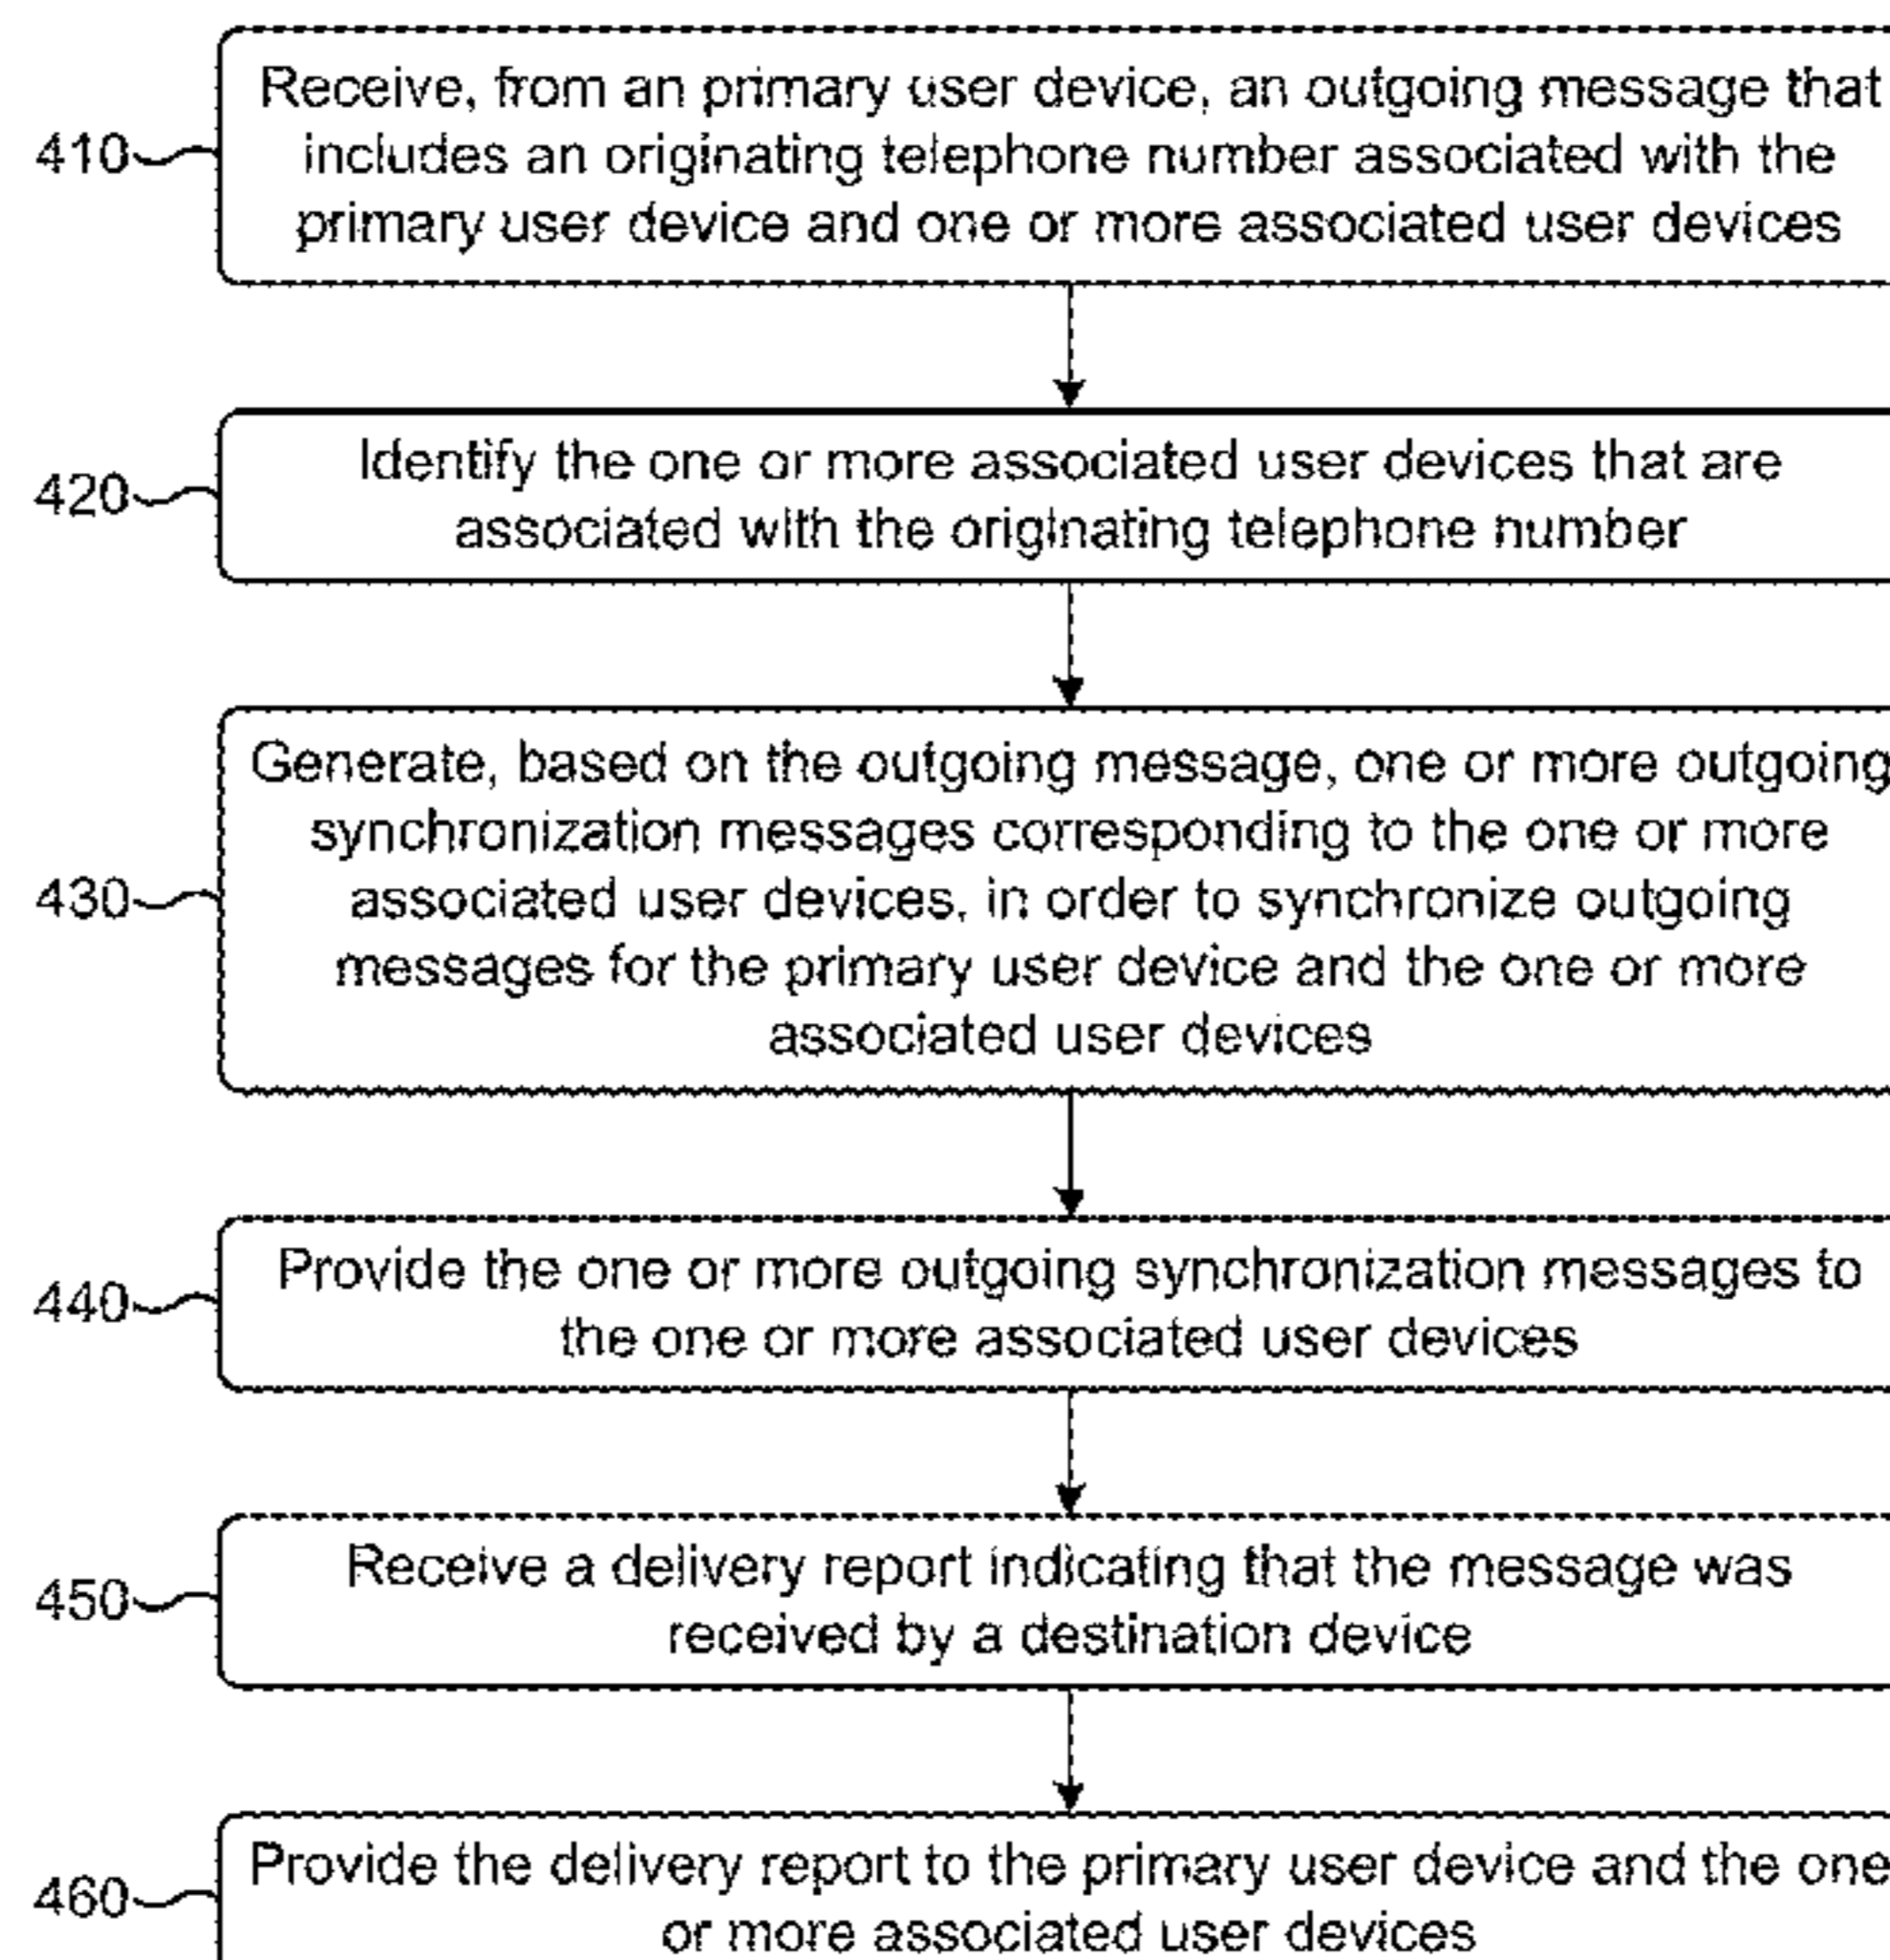 Receive, from an primary user device, an outgoing message that
410 includes an originating telephone number associated with the
primary user device and one or more associated user devices
Identify the one or more associated user devices that are
420 associated with the originating telephone number
Generate, based on the outgoing message, one or more outgoing
synchronization messages corresponding to the one or more
430 associated user devices, in order to synchronize outgoing
messages for the primary user device and the one or more
associated user devices
Provide the one or more outgoing synchronization messages to
440 the one or more associated user devices
Receive a delivery report indicating that the message was
450 received by a destination device
Provide the delivery report to the primary user device and the one
460 or more associated user devices